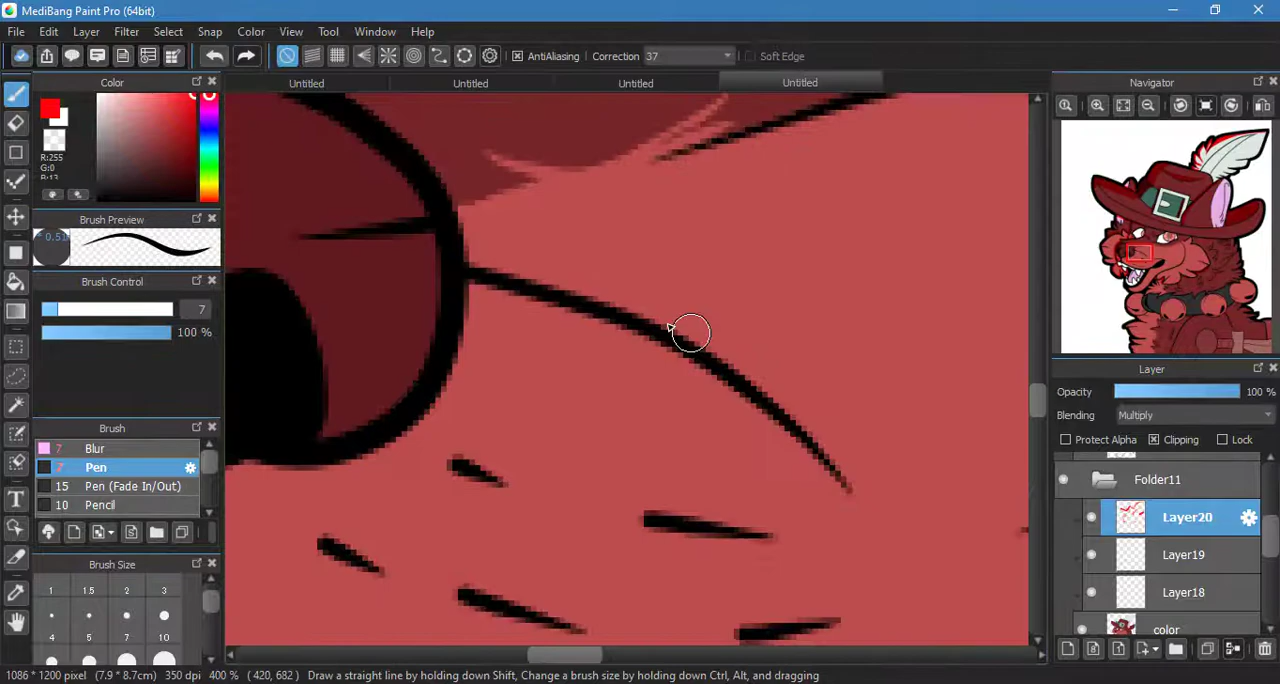 MediBang Paint Pro (64bit)
File Edit Layer Filter Select Snap Color View Tool Window Help
AntiAliasing Correction 37 Soft Edge
Color
Untitled Untitled Untitled Untitled
Navigator
R:255
G:0
B:13
Brush Preview
* 0.51
Brush Control
7
100 %
Layer
Opacity 100 %
Blending Multiply
Protect Alpha Clipping Lock
Brush
7 Blur
7 Pen
15 Pen (Fade In/Out)
10 Pencil
Folder11
Layer20
Layer19
Layer18
color
Brush Size
1 1.5 2 3
4 5 7 10
1086 * 1200 pixel (7.9 * 8.7cm) 350 dpi 400 % ( 420, 682 ) Draw a straight line by holding down Shift, Change a brush size by holding down Ctrl, Alt, and dragging